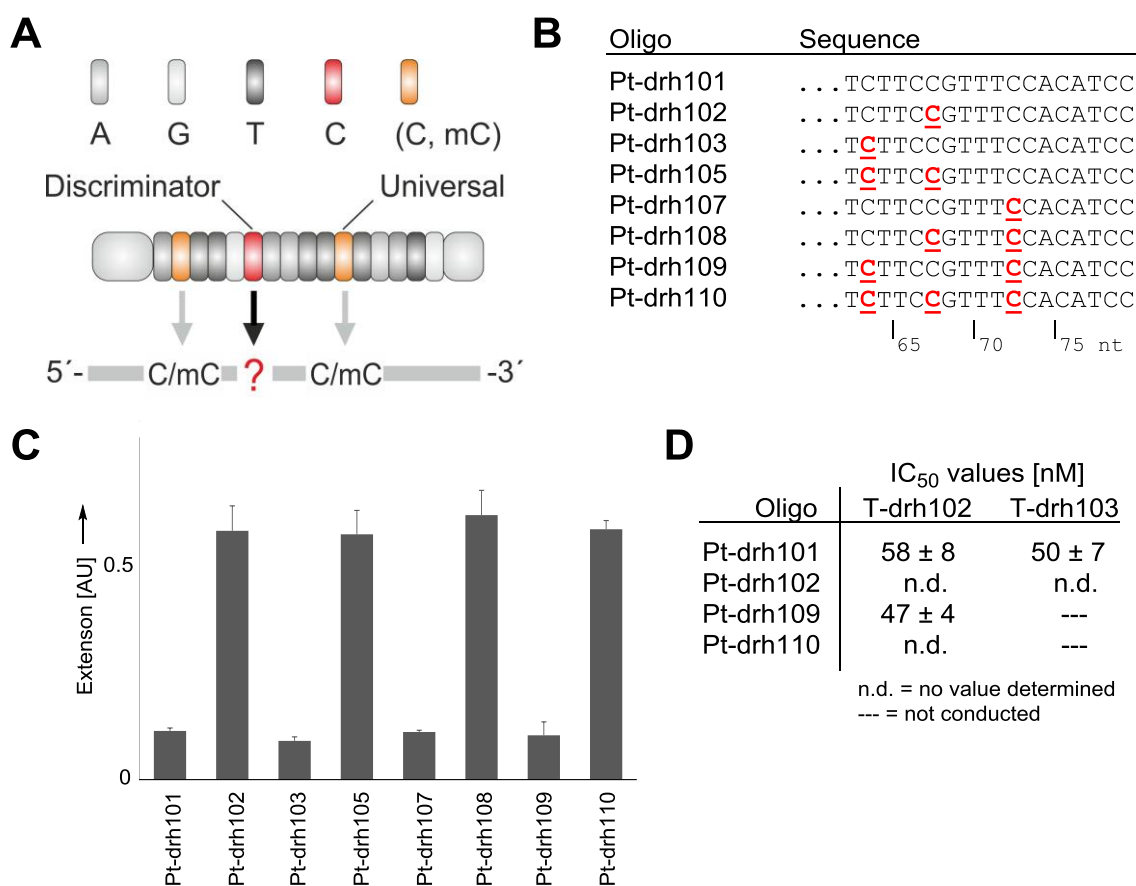 A
A G T C (C, mC)
Discriminator Universal
5´- C/mC ? C/mC -3´
B
Oligo Sequence
Pt-drh101 ...TCTTCCGTTTCCACATCC
Pt-drh102 ...TCTTCCGTTTCCACATCC
Pt-drh103 ...TCTTCCGTTTCCACATCC
Pt-drh105 ...TCTTCCGTTTCCACATCC
Pt-drh107 ...TCTTCCGTTTCCACATCC
Pt-drh108 ...TCTTCCGTTTCCACATCC
Pt-drh109 ...TCTTCCGTTTCCACATCC
Pt-drh110 ...TCTTCCGTTTCCACATCC
65 70 75 nt
C
Extenson [AU]
0.5
0
Pt-drh101
Pt-drh102
Pt-drh103
Pt-drh105
Pt-drh107
Pt-drh108
Pt-drh109
Pt-drh110
D
IC50 values [nM]
Oligo T-drh102 T-drh103
Pt-drh101 58 ± 8 50 ± 7
Pt-drh102 n.d. n.d.
Pt-drh109 47 ± 4 ---
Pt-drh110 n.d. ---
n.d. = no value determined
--- = not conducted